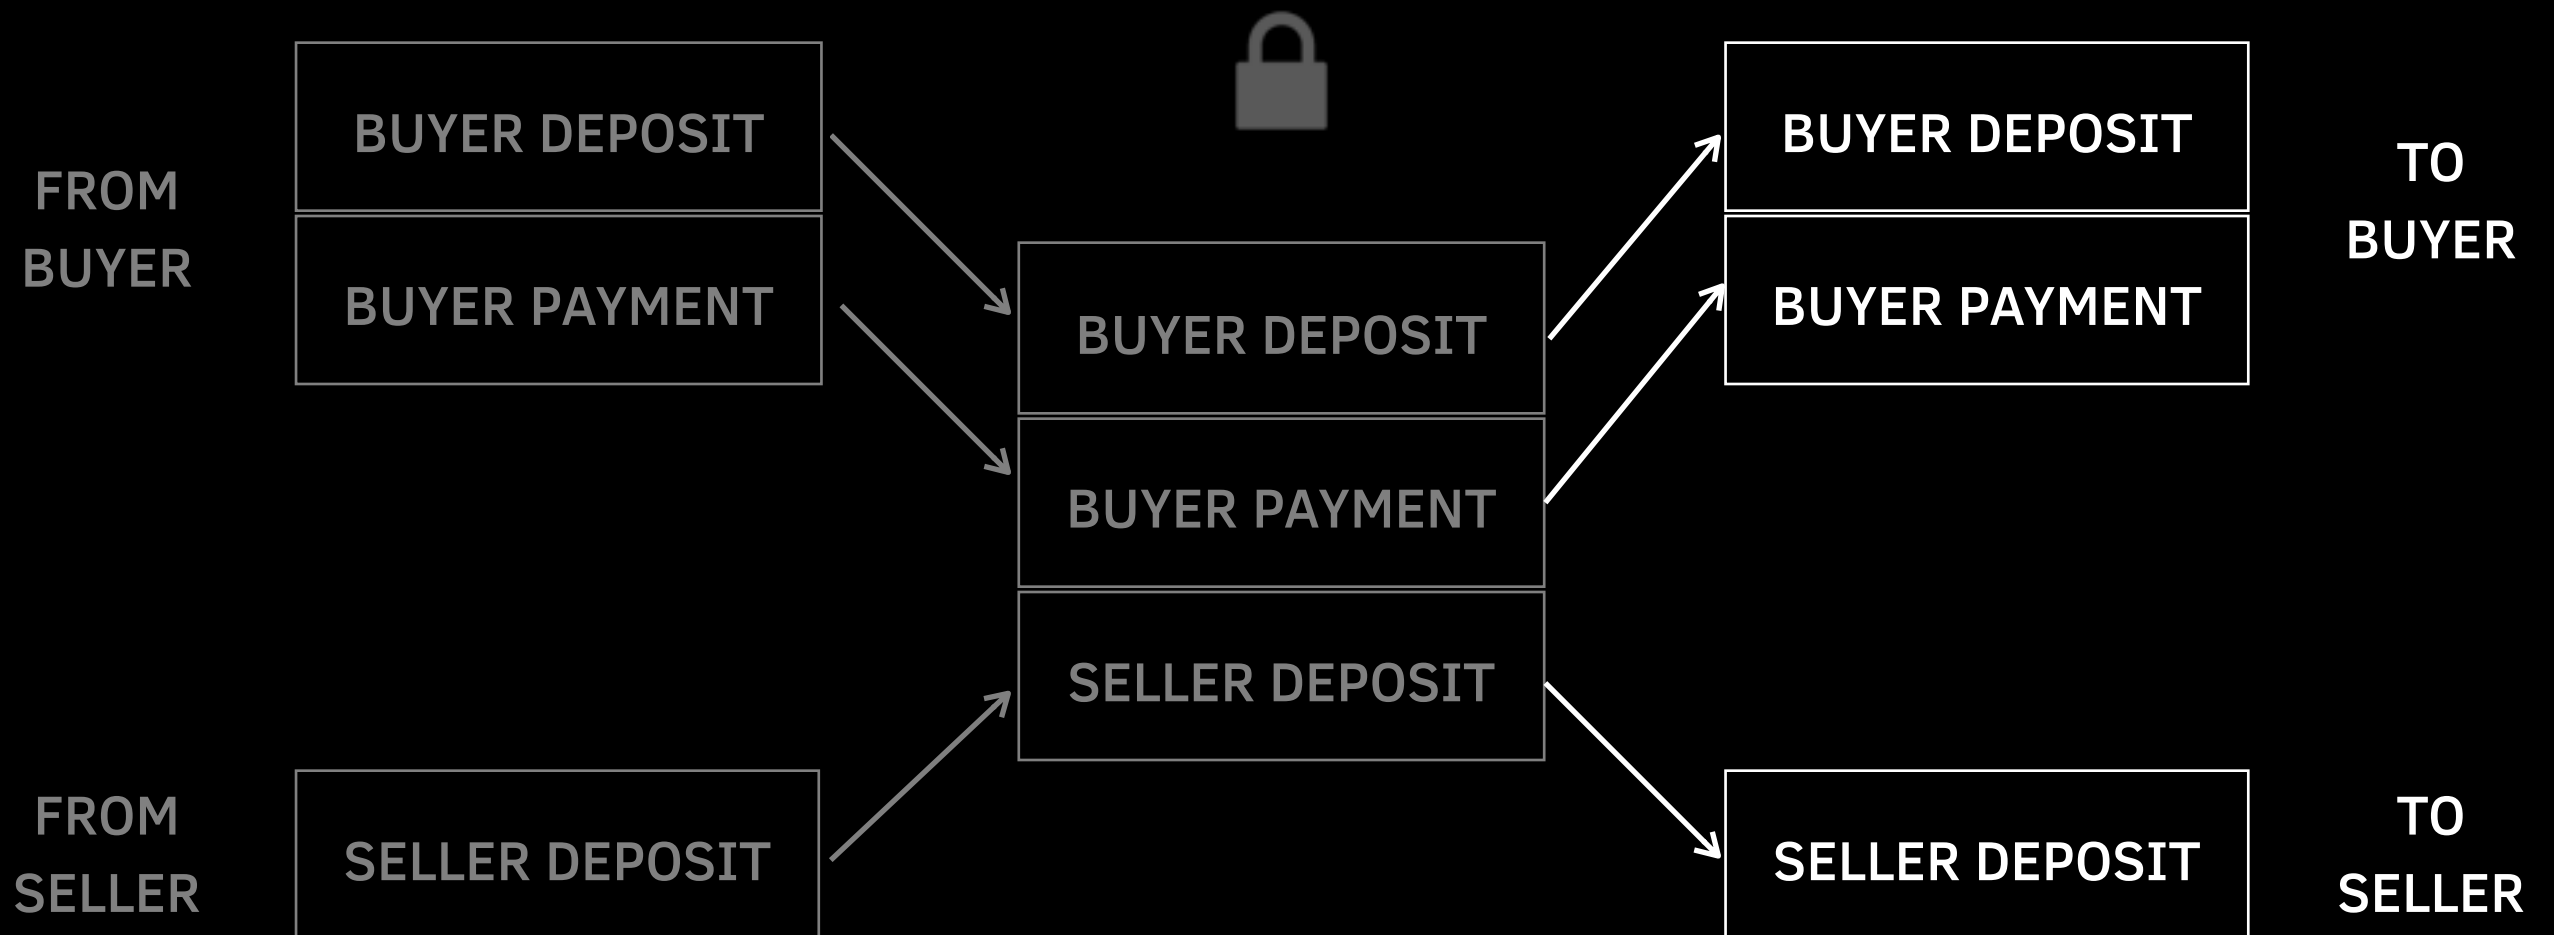 FROM
BUYER
BUYER DEPOSIT
BUYER PAYMENT
FROM
SELLER
SELLER DEPOSIT
BUYER DEPOSIT
BUYER PAYMENT
SELLER DEPOSIT
BUYER DEPOSIT
BUYER PAYMENT
TO
BUYER
SELLER DEPOSIT
TO
SELLER